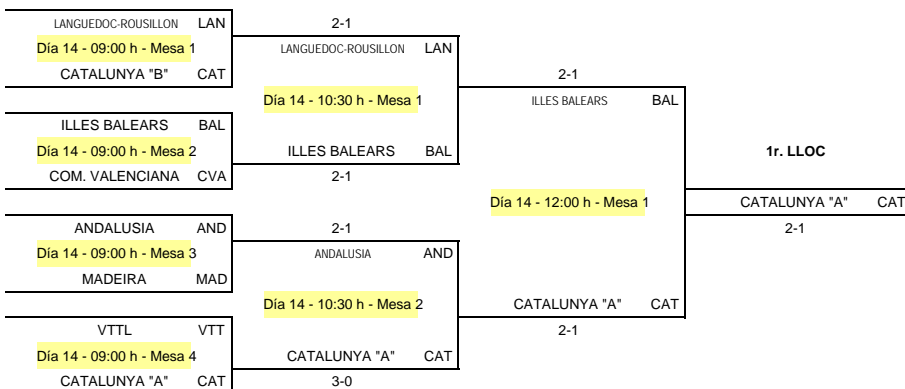 LANGUEDOC-ROUSILLON LAN 2-1
Día 14 - 09:00 h - Mesa 1 LANGUEDOC-ROUSILLON LAN
CATALUNYA "B" CAT 2-1
Día 14 - 10:30 h - Mesa 1 ILLES BALEARS BAL
ILLES BALEARS BAL
Día 14 - 09:00 h - Mesa 2 ILLES BALEARS BAL 1r. LLOC
COM. VALENCIANA CVA 2-1
Día 14 - 12:00 h - Mesa 1 CATALUNYA "A" CAT
ANDALUSIA AND 2-1 2-1
Día 14 - 09:00 h - Mesa 3 ANDALUSIA AND
MADEIRA MAD
Día 14 - 10:30 h - Mesa 2 CATALUNYA "A" CAT
VTTL VTT 2-1
Día 14 - 09:00 h - Mesa 4 CATALUNYA "A" CAT
CATALUNYA "A" CAT 3-0